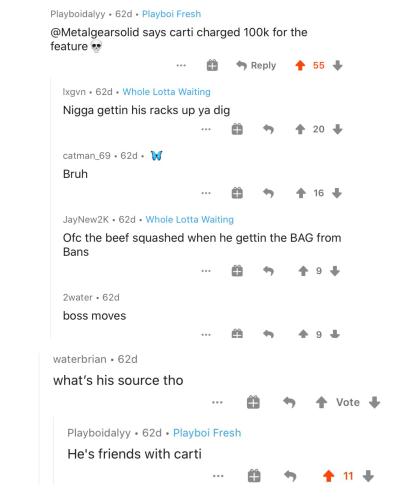 Playboidalyy • 62d • Playboi Fresh
@Metalgearsolid says carti charged 100k for the
feature 💀
Reply 55
lxgvn • 62d • Whole Lotta Waiting
Nigga gettin his racks up ya dig
20
catman_69 • 62d • 🦋
Bruh
16
JayNew2K • 62d • Whole Lotta Waiting
Ofc the beef squashed when he gettin the BAG from
Bans
9
2water • 62d
boss moves
9
waterbrian • 62d
what's his source tho
Vote
Playboidalyy • 62d • Playboi Fresh
He's friends with carti
11